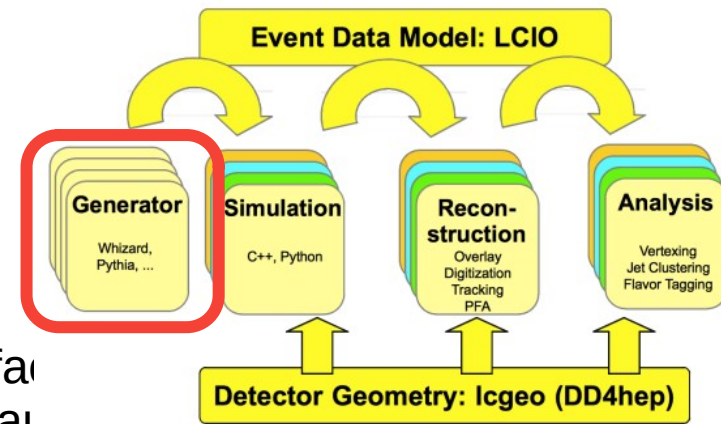 Event Data Model: LCIO
Generator
Whizard,
Pythia, ...
Simulation
C++, Python
Recon-
struction
Overlay
Digitization
Tracking
PFA
Analysis
Vertexing
Jet Clustering
Flavor Tagging
Detector Geometry: lcgeo (DD4hep)